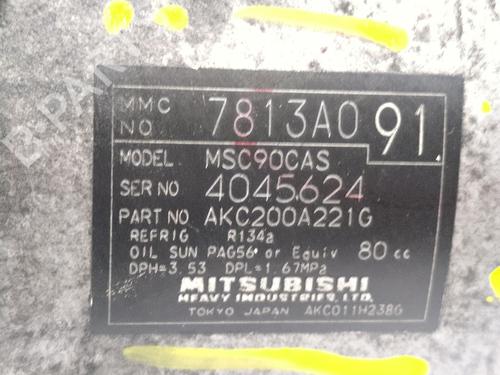 MMC NO 7813A091
MODEL MSC90CAS
SER NO 4045624
PART NO AKC200A221G
REFRIG R134a
OIL SUN PAG56 or Equiv 80 cc
DPH=3.53 DPL=1.67MPa
MITSUBISHI
HEAVY INDUSTRIES, LTD.
TOKYO JAPAN AKC011H238G